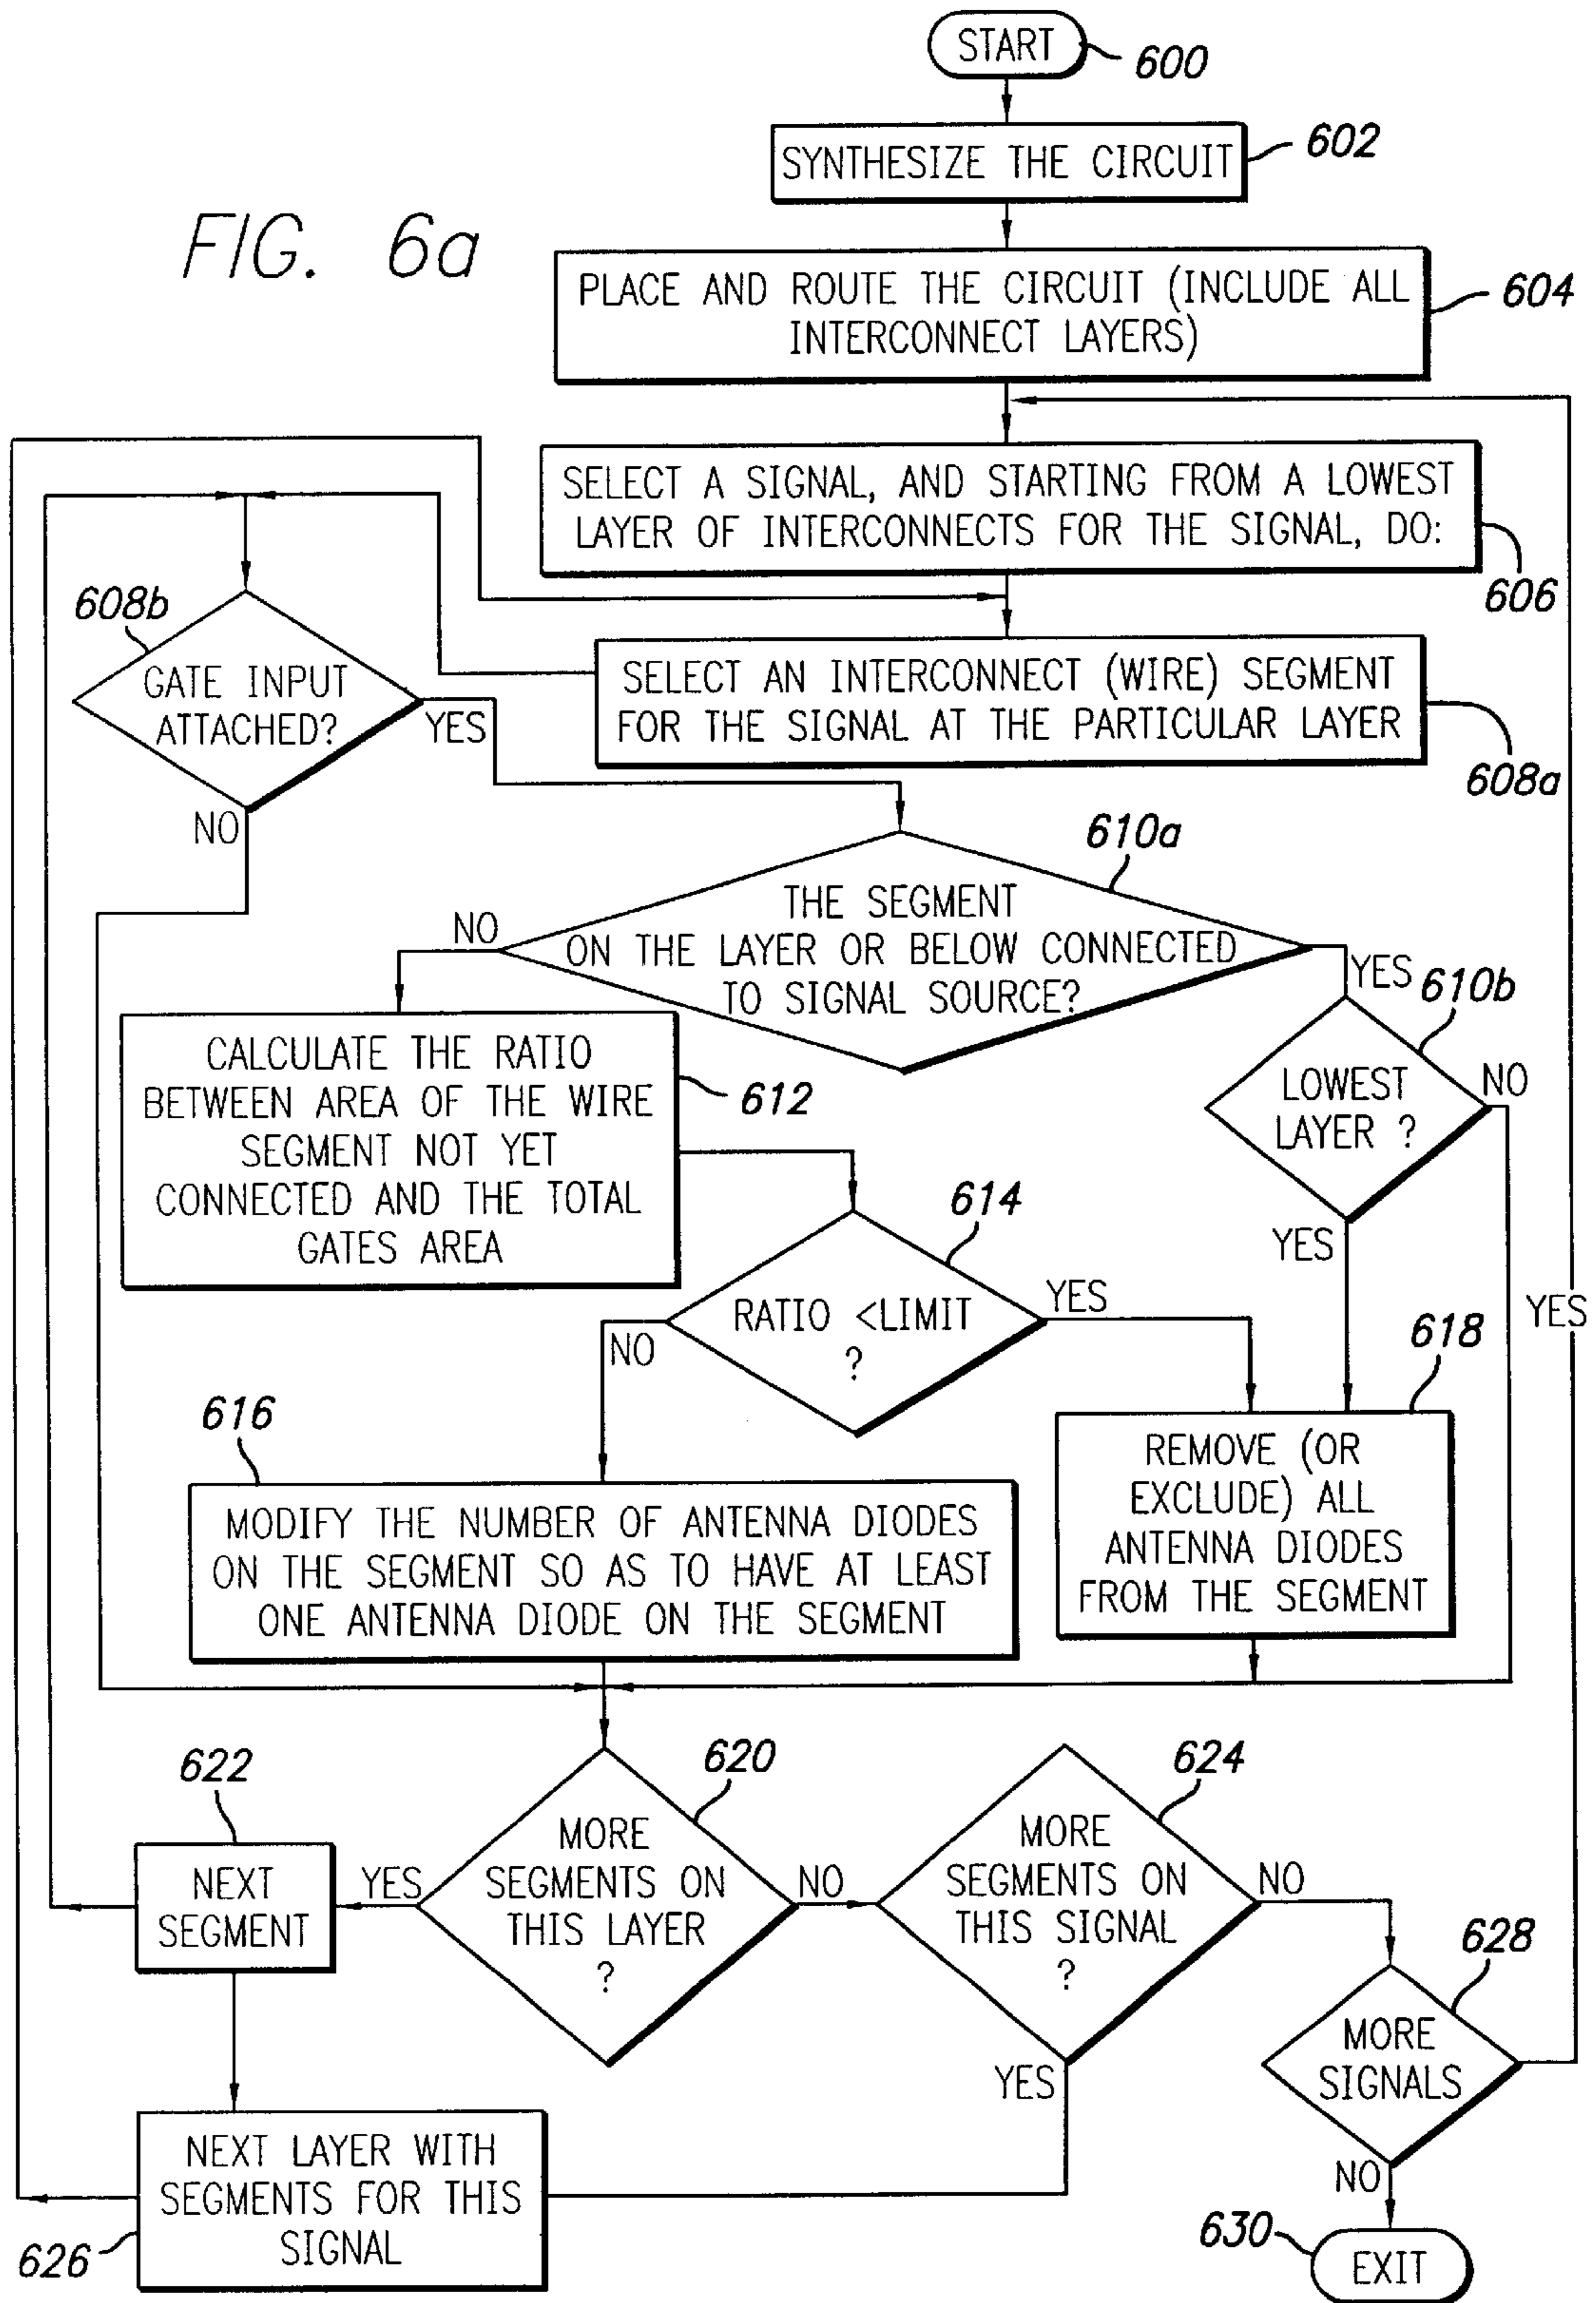 START
600
SYNTHESIZE THE CIRCUIT
602
FIG. 6a
PLACE AND ROUTE THE CIRCUIT (INCLUDE ALL
INTERCONNECT LAYERS)
604
SELECT A SIGNAL, AND STARTING FROM A LOWEST
LAYER OF INTERCONNECTS FOR THE SIGNAL, DO:
606
608b
GATE INPUT
ATTACHED?
YES
NO
SELECT AN INTERCONNECT (WIRE) SEGMENT
FOR THE SIGNAL AT THE PARTICULAR LAYER
608a
610a
THE SEGMENT
ON THE LAYER OR BELOW CONNECTED
TO SIGNAL SOURCE?
NO
YES
610b
LOWEST
LAYER ?
NO
YES
CALCULATE THE RATIO
BETWEEN AREA OF THE WIRE
SEGMENT NOT YET
CONNECTED AND THE TOTAL
GATES AREA
612
614
RATIO <LIMIT
?
YES
NO
YES
616
MODIFY THE NUMBER OF ANTENNA DIODES
ON THE SEGMENT SO AS TO HAVE AT LEAST
ONE ANTENNA DIODE ON THE SEGMENT
618
REMOVE (OR
EXCLUDE) ALL
ANTENNA DIODES
FROM THE SEGMENT
620
MORE
SEGMENTS ON
THIS LAYER
?
YES
NO
622
NEXT
SEGMENT
624
MORE
SEGMENTS ON
THIS SIGNAL
?
NO
YES
628
MORE
SIGNALS
NO
NEXT LAYER WITH
SEGMENTS FOR THIS
SIGNAL
626
630
EXIT